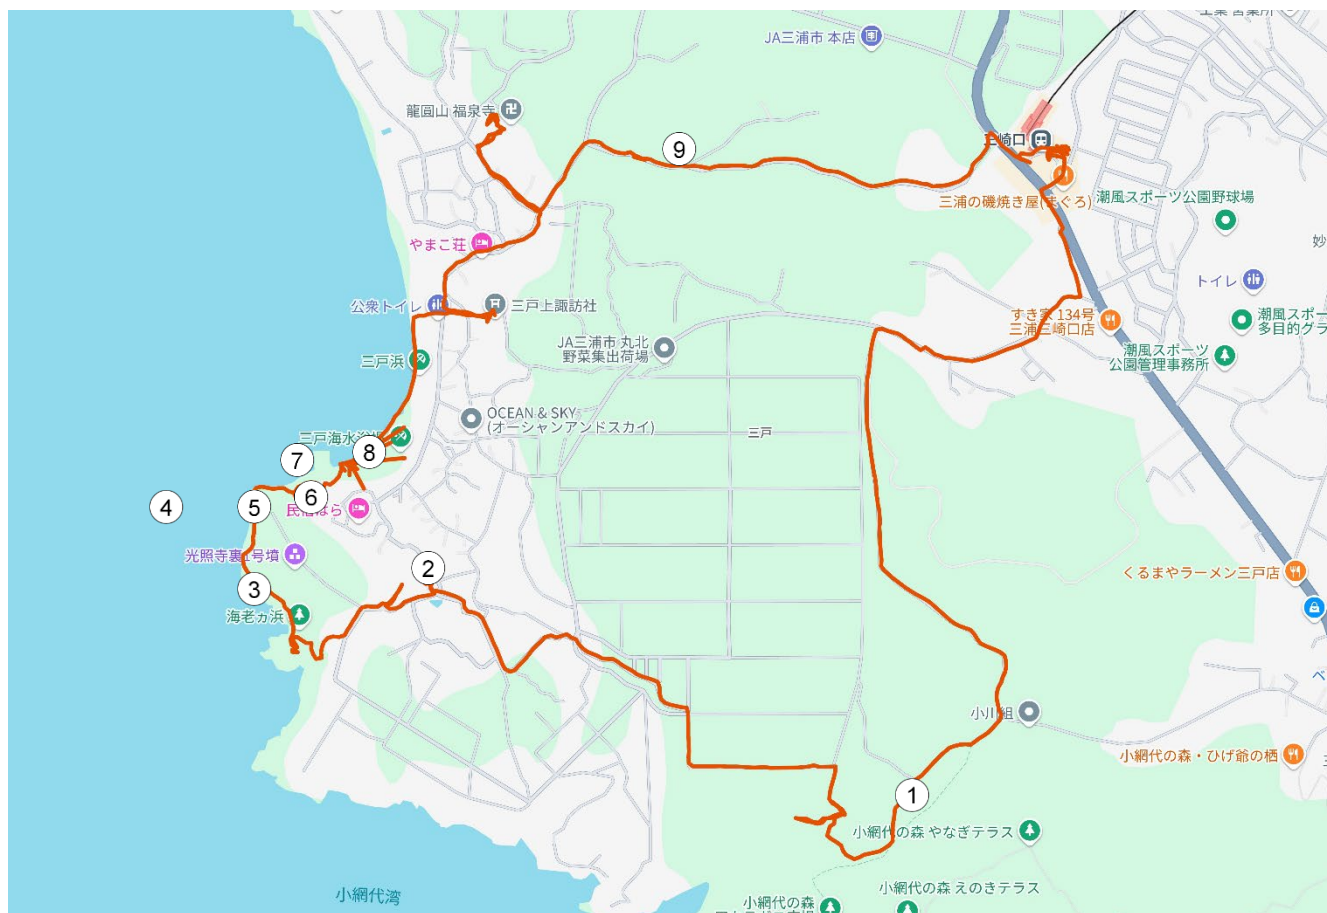 JA三浦市 本店
龍圓山 福泉寺
9
三崎口
三浦の磯焼き屋(まぐろ)
潮風スポーツ公園野球場
妙
やまこ荘
トイレ
公衆トイレ
三戸上諏訪社
すき家 134号
三浦三崎口店
潮風スポー
多目的グラ
JA三浦市 丸北
野菜集出荷場
潮風スポーツ
公園管理事務所
三戸浜
OCEAN & SKY
(オーシャンアンドスカイ)
三戸
三戸海水浴場
8
7
6
5
4
民宿はら
光照寺裏1号墳
2
くるまやラーメン三戸店
3
海老ヵ浜
ベ
小川組
小網代の森・ひげ爺の栖
1
小網代の森 やなぎテラス
小網代湾
小網代の森 えのきテラス
小網代の森